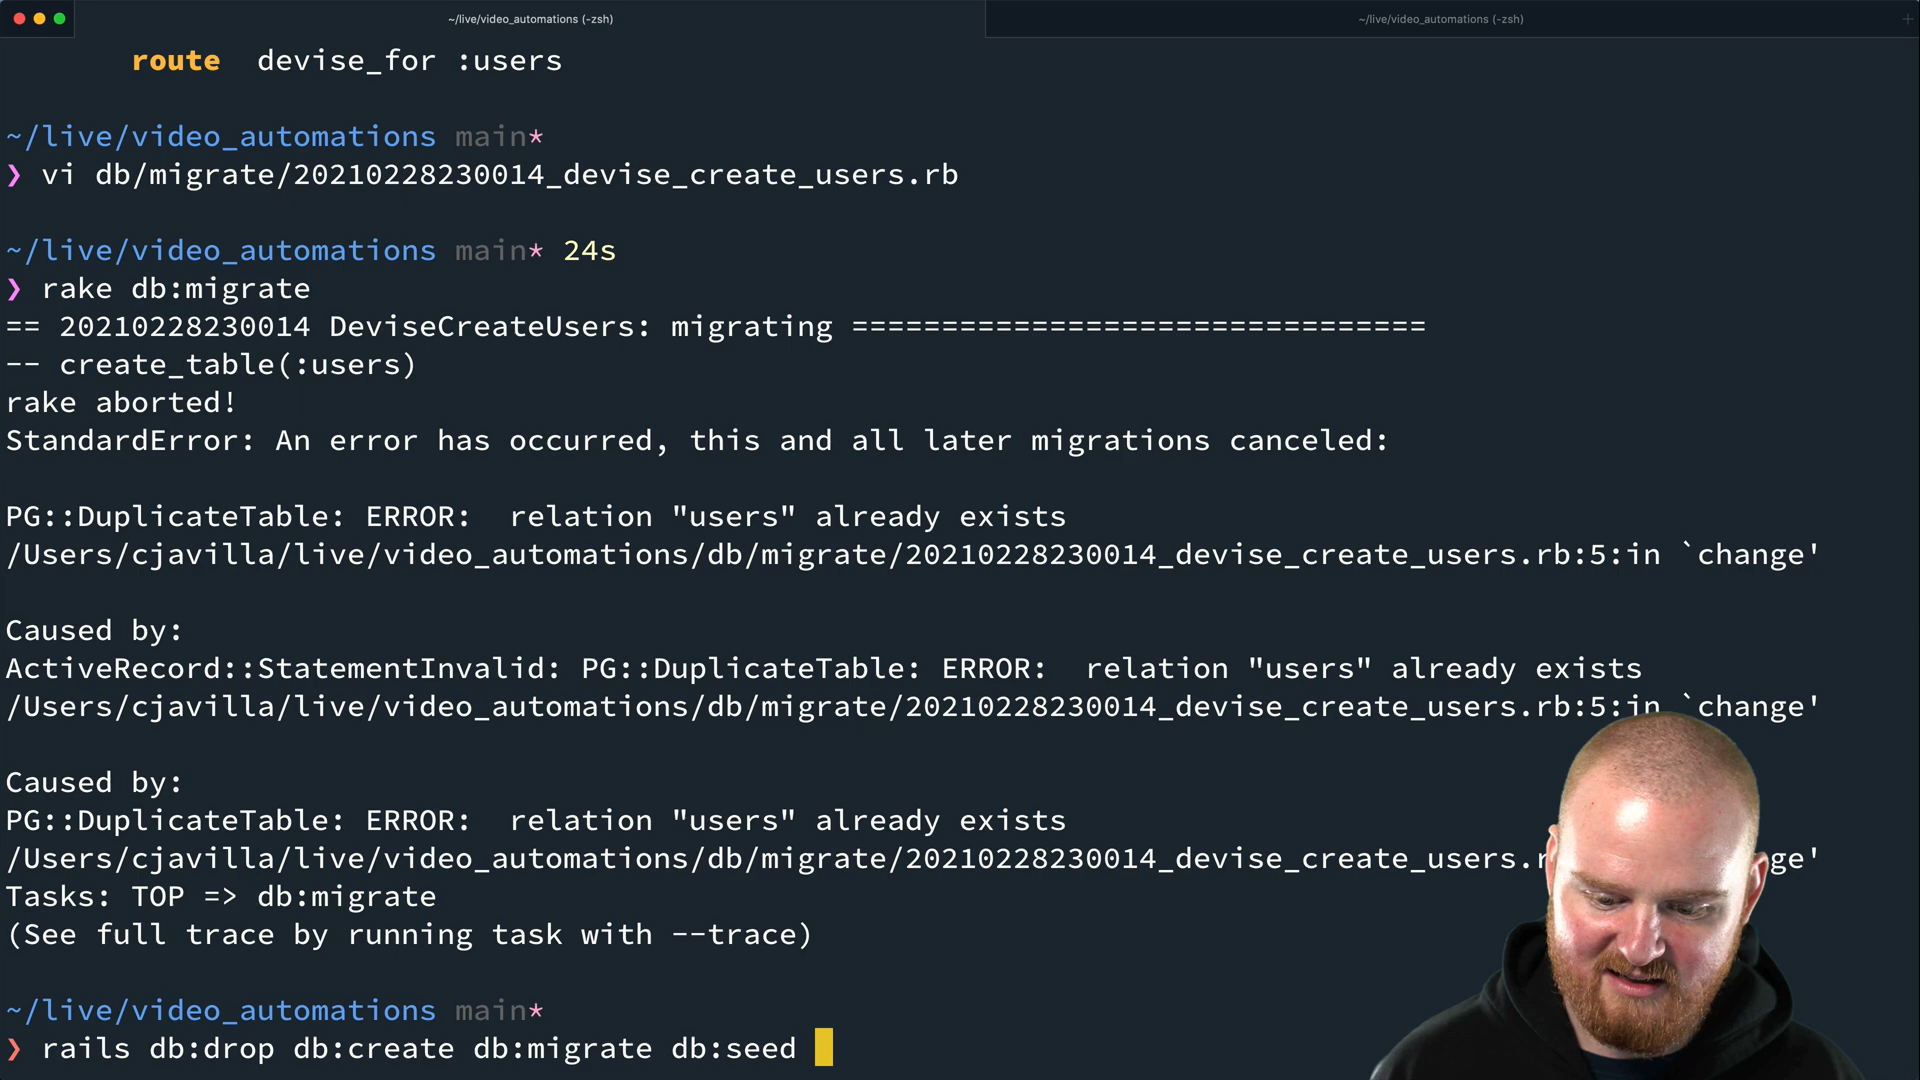 ~/live/video_automations (-zsh)
~/live/video_automations (-zsh)
+
route  devise_for :users
~/live/video_automations main*
❯ vi db/migrate/20210228230014_devise_create_users.rb
~/live/video_automations main* 24s
❯ rake db:migrate
== 20210228230014 DeviseCreateUsers: migrating ================================
-- create_table(:users)
rake aborted!
StandardError: An error has occurred, this and all later migrations canceled:
PG::DuplicateTable: ERROR:  relation "users" already exists
/Users/cjavilla/live/video_automations/db/migrate/20210228230014_devise_create_users.rb:5:in `change'
Caused by:
ActiveRecord::StatementInvalid: PG::DuplicateTable: ERROR:  relation "users" already exists
/Users/cjavilla/live/video_automations/db/migrate/20210228230014_devise_create_users.rb:5:in `change'
Caused by:
PG::DuplicateTable: ERROR:  relation "users" already exists
/Users/cjavilla/live/video_automations/db/migrate/20210228230014_devise_create_users. ge'
Tasks: TOP => db:migrate
(See full trace by running task with --trace)
~/live/video_automations main*
❯ rails db:drop db:create db:migrate db:seed